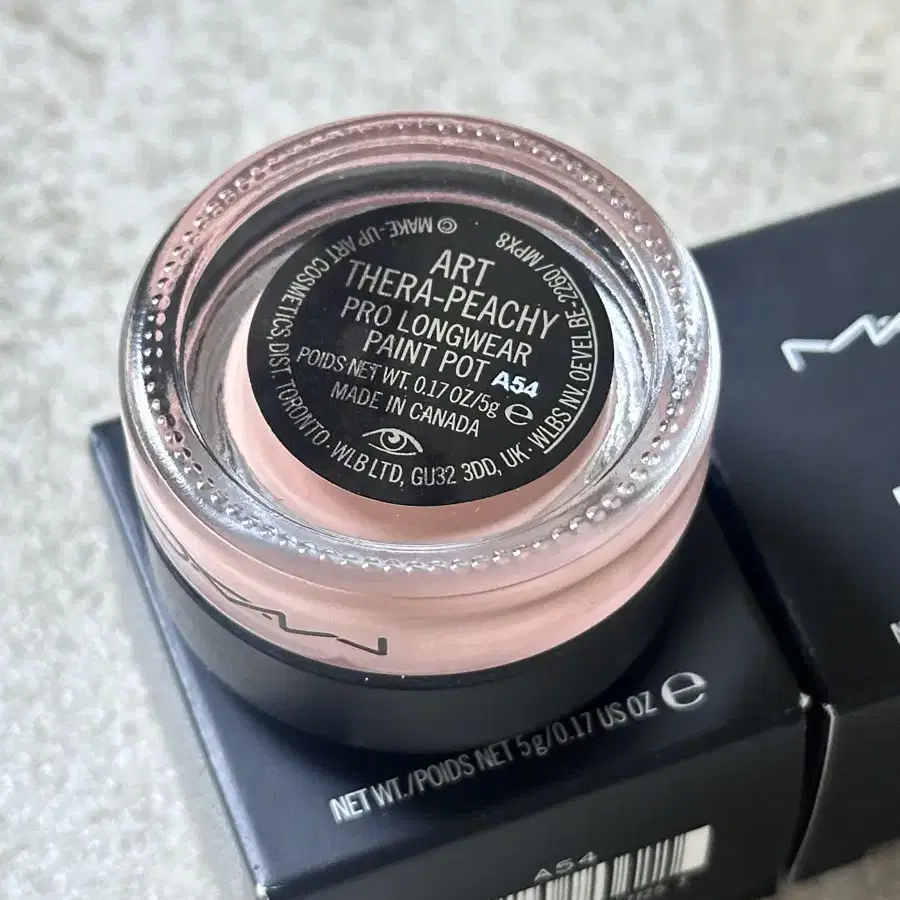 ART
THERA-PEACHY
PRO LONGWEAR
PAINT POT
POIDS NET WT. 0.17 OZ/5g e A54
MADE IN CANADA
© MAKE-UP ART COSMETICS, DIST. TORONTO · WLB LTD, GU32 3DD, UK · WLBS NV. OEVEL BE-2260 / MPX8
MAC
NET WT./POIDS NET 5g/0.17 US OZ e
A54